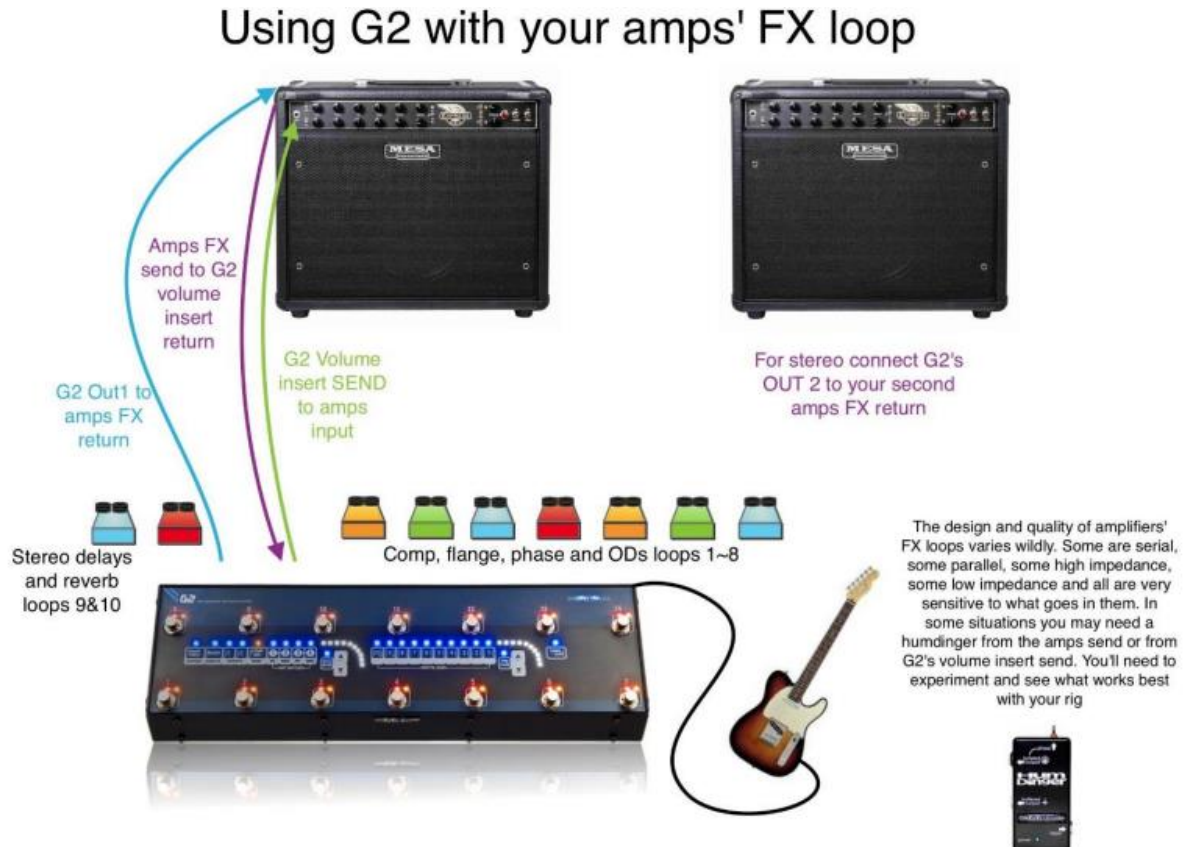 Using G2 with your amps' FX loop
MESA
MESA
Amps FX
send to G2
volume
insert
return
G2 Volume
insert SEND
to amps
input
For stereo connect G2's
OUT 2 to your second
amps FX return
G2 Out1 to
amps FX
return
Stereo delays
and reverb
loops 9&10
Comp, flange, phase and ODs loops 1~8
The design and quality of amplifiers'
FX loops varies wildly. Some are serial,
some parallel, some high impedance,
some low impedance and all are very
sensitive to what goes in them. In
some situations you may need a
humdinger from the amps send or from
G2's volume insert send. You'll need to
experiment and see what works best
with your rig
G2
HUM
DINGER